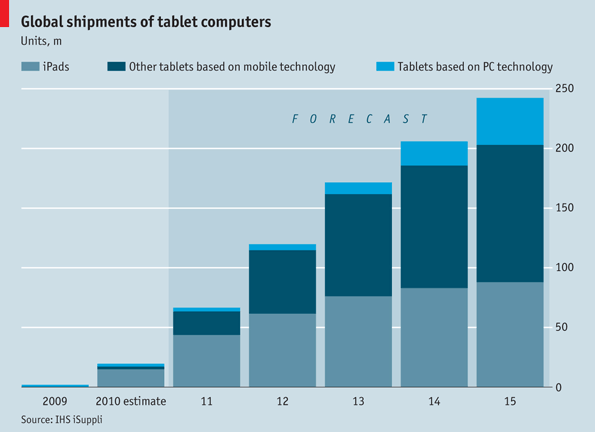 Global shipments of tablet computers
Units, m
iPads Other tablets based on mobile technology Tablets based on PC technology
250
F O R E C A S T
200
150
100
50
0
2009 2010 estimate 11 12 13 14 15
Source: IHS iSuppli